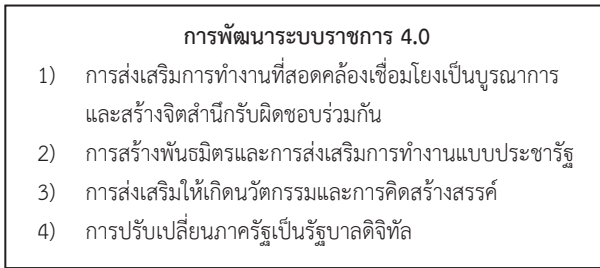 การพัฒนาระบบราชการ 4.0
1) การส่งเสริมการทำงานที่สอดคล้องเชื่อมโยงเป็นบูรณาการ
และสร้างจิตสำนึกรับผิดชอบร่วมกัน
2) การสร้างพันธมิตรและการส่งเสริมการทำงานแบบประชารัฐ
3) การส่งเสริมให้เกิดนวัตกรรมและการคิดสร้างสรรค์
4) การปรับเปลี่ยนภาครัฐเป็นรัฐบาลดิจิทัล